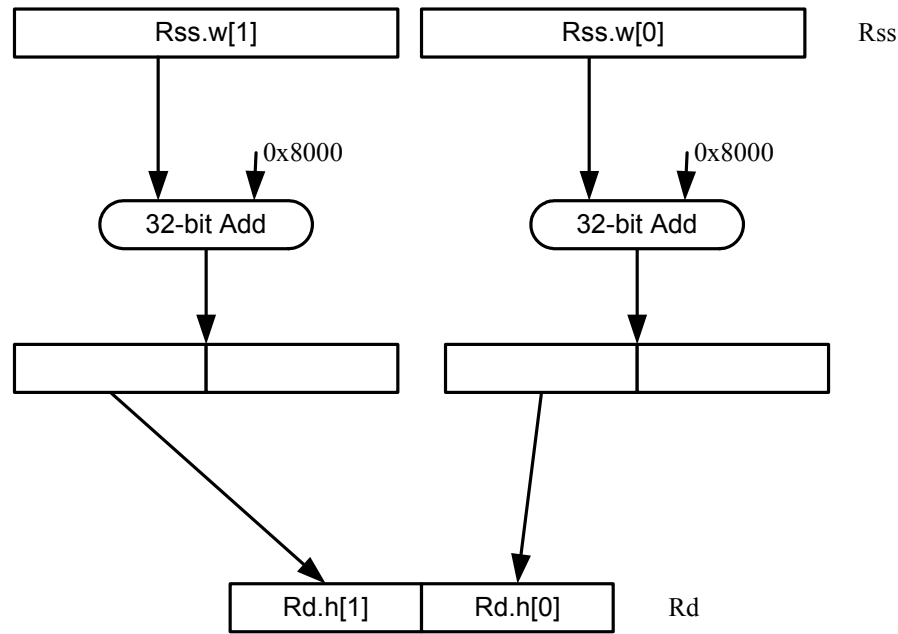 Rss.w[1] Rss.w[0] Rss
0x8000 0x8000
32-bit Add 32-bit Add
Rd.h[1] Rd.h[0] Rd